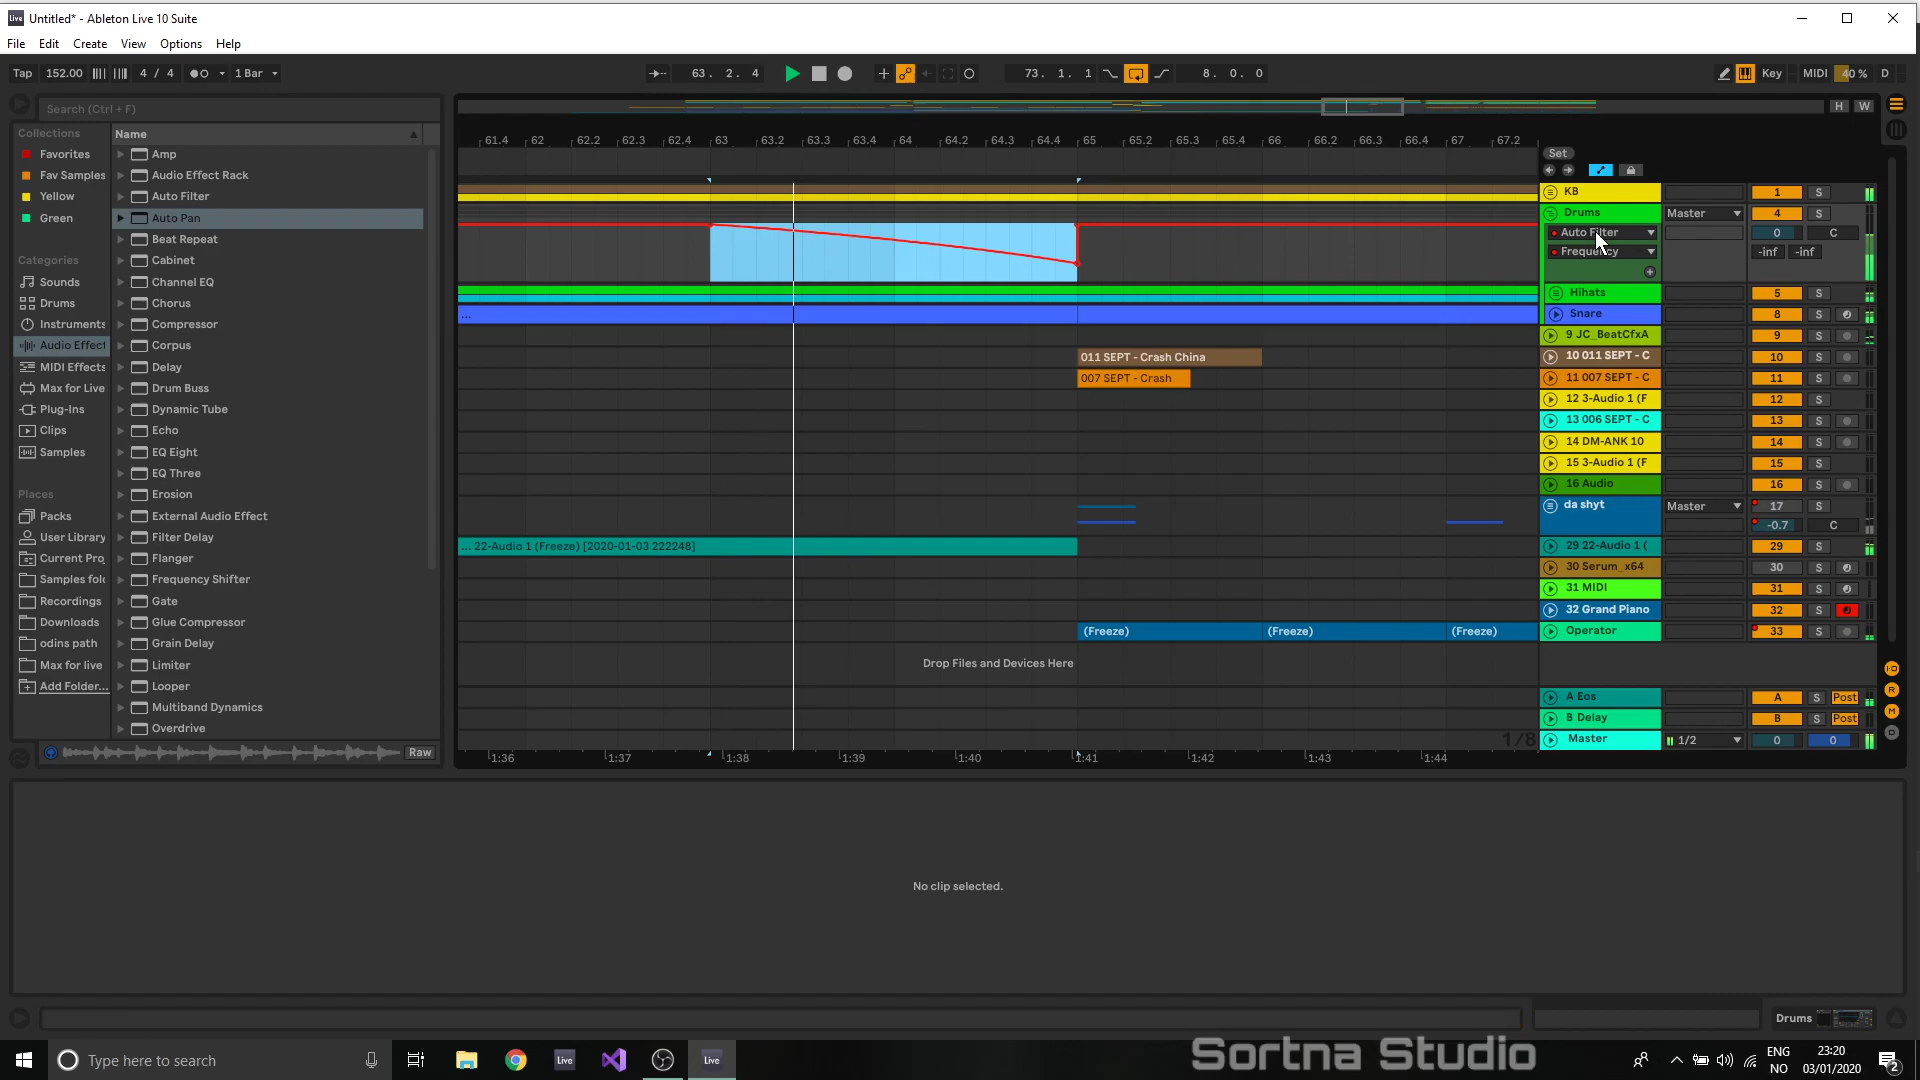 Untitled* - Ableton Live 10 Suite
File Edit Create View Options Help
Tap 152.00 4 / 4 1 Bar 63. 2. 4 73. 1. 1 8. 0. 0 Key MIDI 40 % D
Search (Ctrl + F)
H W
Collections
Favorites
Fav Samples
Yellow
Green
Categories
Sounds
Drums
Instruments
Audio Effect
MIDI Effects
Max for Live
Plug-Ins
Clips
Samples
Places
Packs
User Library
Current Pro
Samples fold
Recordings
Downloads
odins path
Max for live
Add Folder...
Name
Amp
Audio Effect Rack
Auto Filter
Auto Pan
Beat Repeat
Cabinet
Channel EQ
Chorus
Compressor
Corpus
Delay
Drum Buss
Dynamic Tube
Echo
EQ Eight
EQ Three
Erosion
External Audio Effect
Filter Delay
Flanger
Frequency Shifter
Gate
Glue Compressor
Grain Delay
Limiter
Looper
Multiband Dynamics
Overdrive
Raw
61.4 62 62.2 62.3 62.4 63 63.2 63.3 63.4 64 64.2 64.3 64.4 65 65.2 65.3 65.4 66 66.2 66.3 66.4 67 67.2
Set
KB 1 S
Drums Master 4 S
Auto Filter 0 C
Frequency -inf -inf
Hihats 5 S
... Snare 8 S
9 JC_BeatCfxA 9 S
011 SEPT - Crash China 10 011 SEPT - C 10 S
007 SEPT - Crash 11 007 SEPT - C 11 S
12 3-Audio 1 (F 12 S
13 006 SEPT - C 13 S
14 DM-ANK 10 14 S
15 3-Audio 1 (F 15 S
16 Audio 16 S
da shyt Master 17 S
-0.7 C
... 22-Audio 1 (Freeze) [2020-01-03 222248] 29 22-Audio 1 ( 29 S
30 Serum_x64 30 S
31 MIDI 31 S
32 Grand Piano 32 S
(Freeze) (Freeze) (Freeze) Operator 33 S
Drop Files and Devices Here
A Eos A S Post
B Delay B S Post
1/8 Master 1/2 0 0
1:36 1:37 1:38 1:39 1:40 1:41 1:42 1:43 1:44
No clip selected.
Drums
Type here to search
Live
Live
Sortna Studio
ENG
NO
23:20
03/01/2020
2